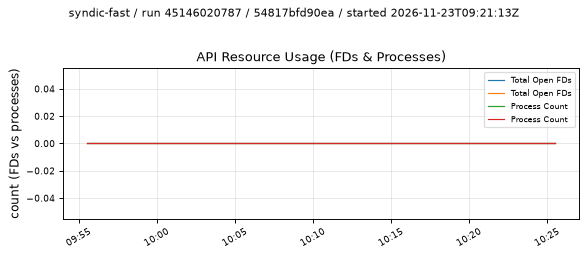 syndic-fast / run 45146020787 / 54817bfd90ea / started 2026-11-23T09:21:13Z
API Resource Usage (FDs & Processes)
count (FDs vs processes)
0.04
0.02
0.00
−0.02
−0.04
Total Open FDs
Total Open FDs
Process Count
Process Count
09:55
10:00
10:05
10:10
10:15
10:20
10:25